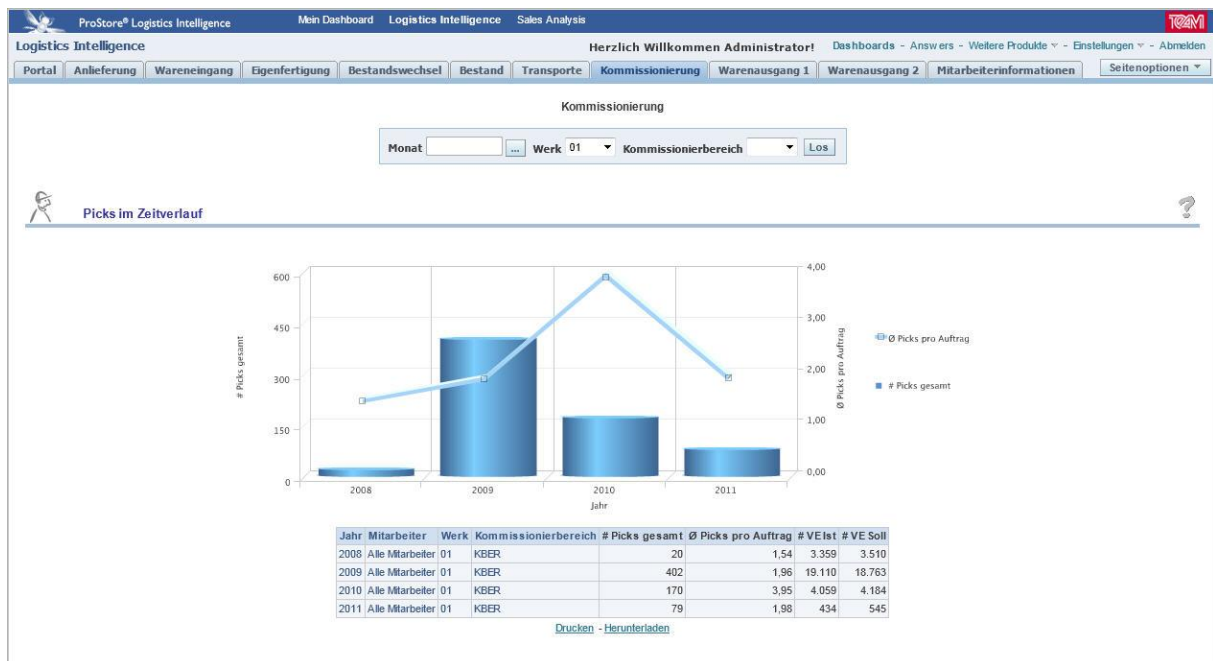 ProStore® Logistics Intelligence Mein Dashboard Logistics Intelligence Sales Analysis TEAM
Logistics Intelligence Herzlich Willkommen Administrator! Dashboards - Answers - Weitere Produkte - Einstellungen - Abmelden
Portal Anlieferung Wareneingang Eigenfertigung Bestandswechsel Bestand Transporte Kommissionierung Warenausgang 1 Warenausgang 2 Mitarbeiterinformationen Seitenoptionen
Kommissionierung
Monat ... Werk 01 Kommissionierbereich Los
Picks im Zeitverlauf ?
600
450
300
150
0
# Picks gesamt
4,00
3,00
2,00
1,00
0,00
Ø Picks pro Auftrag
Ø Picks pro Auftrag
# Picks gesamt
2008 2009 2010 2011
Jahr
Jahr Mitarbeiter Werk Kommissionierbereich # Picks gesamt Ø Picks pro Auftrag # VE Ist # VE Soll
2008 Alle Mitarbeiter 01 KBER 20 1,54 3.359 3.510
2009 Alle Mitarbeiter 01 KBER 402 1,96 19.110 18.763
2010 Alle Mitarbeiter 01 KBER 170 3,95 4.059 4.184
2011 Alle Mitarbeiter 01 KBER 79 1,98 434 545
Drucken - Herunterladen